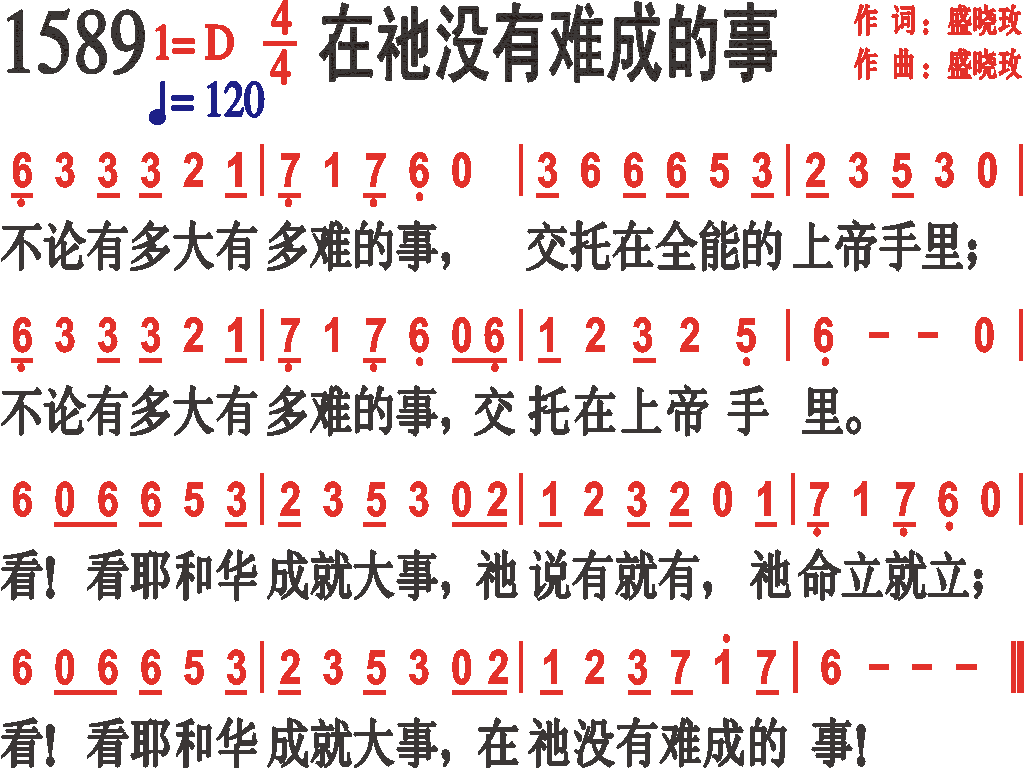 1589 1=D 4/4 在祂没有难成的事 作 词：盛晓玫
♩=120 作 曲：盛晓玫
6 3 3 3 2 1 | 7 1 7 6 0 | 3 6 6 6 5 3 | 2 3 5 3 0 |
不论有多大有多难的事， 交托在全能的上帝手里；
6 3 3 3 2 1 | 7 1 7 6 0 6 | 1 2 3 2 5 | 6 - - 0 |
不论有多大有多难的事，交托在上帝手 里。
6 0 6 6 5 3 | 2 3 5 3 0 2 | 1 2 3 2 0 1 | 7 1 7 6 0 |
看！看耶和华成就大事，祂说有就有，祂命立就立；
6 0 6 6 5 3 | 2 3 5 3 0 2 | 1 2 3 7 1 7 | 6 - - - ‖
看！看耶和华成就大事，在祂没有难成的 事！